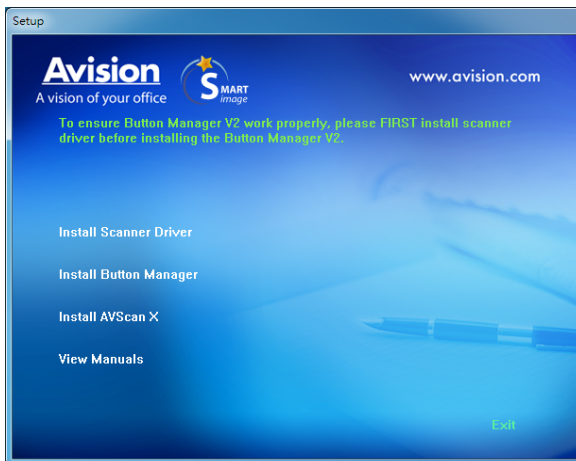 Setup
Avision
A vision of your office
SMART
Image
www.avision.com
To ensure Button Manager V2 work properly, please FIRST install scanner
driver before installing the Button Manager V2.
Install Scanner Driver
Install Button Manager
Install AVScan X
View Manuals
Exit